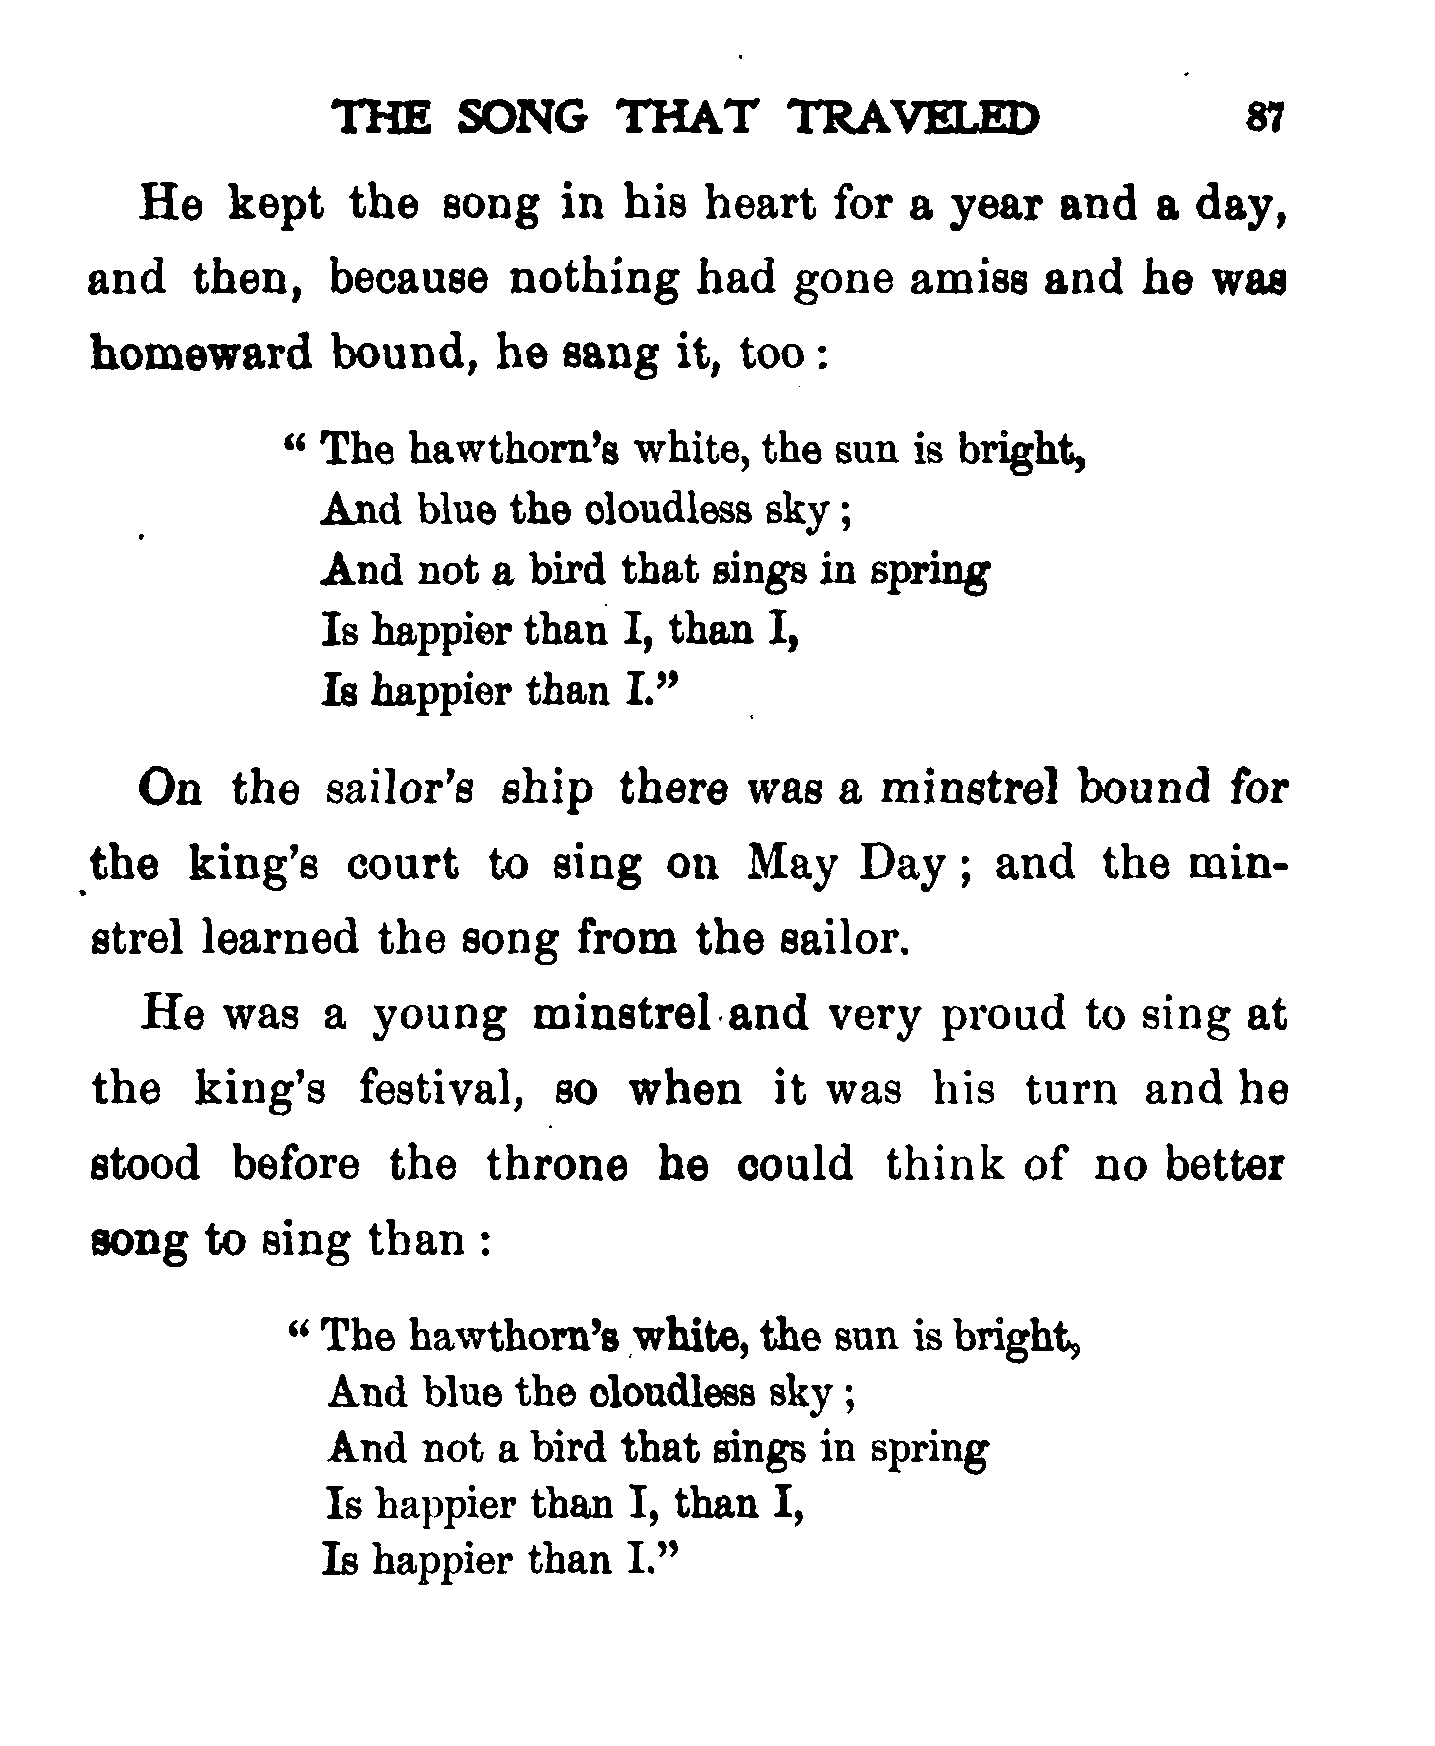 THE SONG THAT TRAVELED 87
He kept the song in his heart for a year and a day,
and then, because nothing had gone amiss and he was
homeward bound, he sang it, too :
“ The hawthorn’s white, the sun is bright,
And blue the cloudless sky ;
And not a bird that sings in spring
Is happier than I, than I,
Is happier than I.”
On the sailor’s ship there was a minstrel bound for
the king’s court to sing on May Day ; and the min-
strel learned the song from the sailor.
He was a young minstrel and very proud to sing at
the king’s festival, so when it was his turn and he
stood before the throne he could think of no better
song to sing than :
“ The hawthorn’s white, the sun is bright,
And blue the cloudless sky ;
And not a bird that sings in spring
Is happier than I, than I,
Is happier than I.”